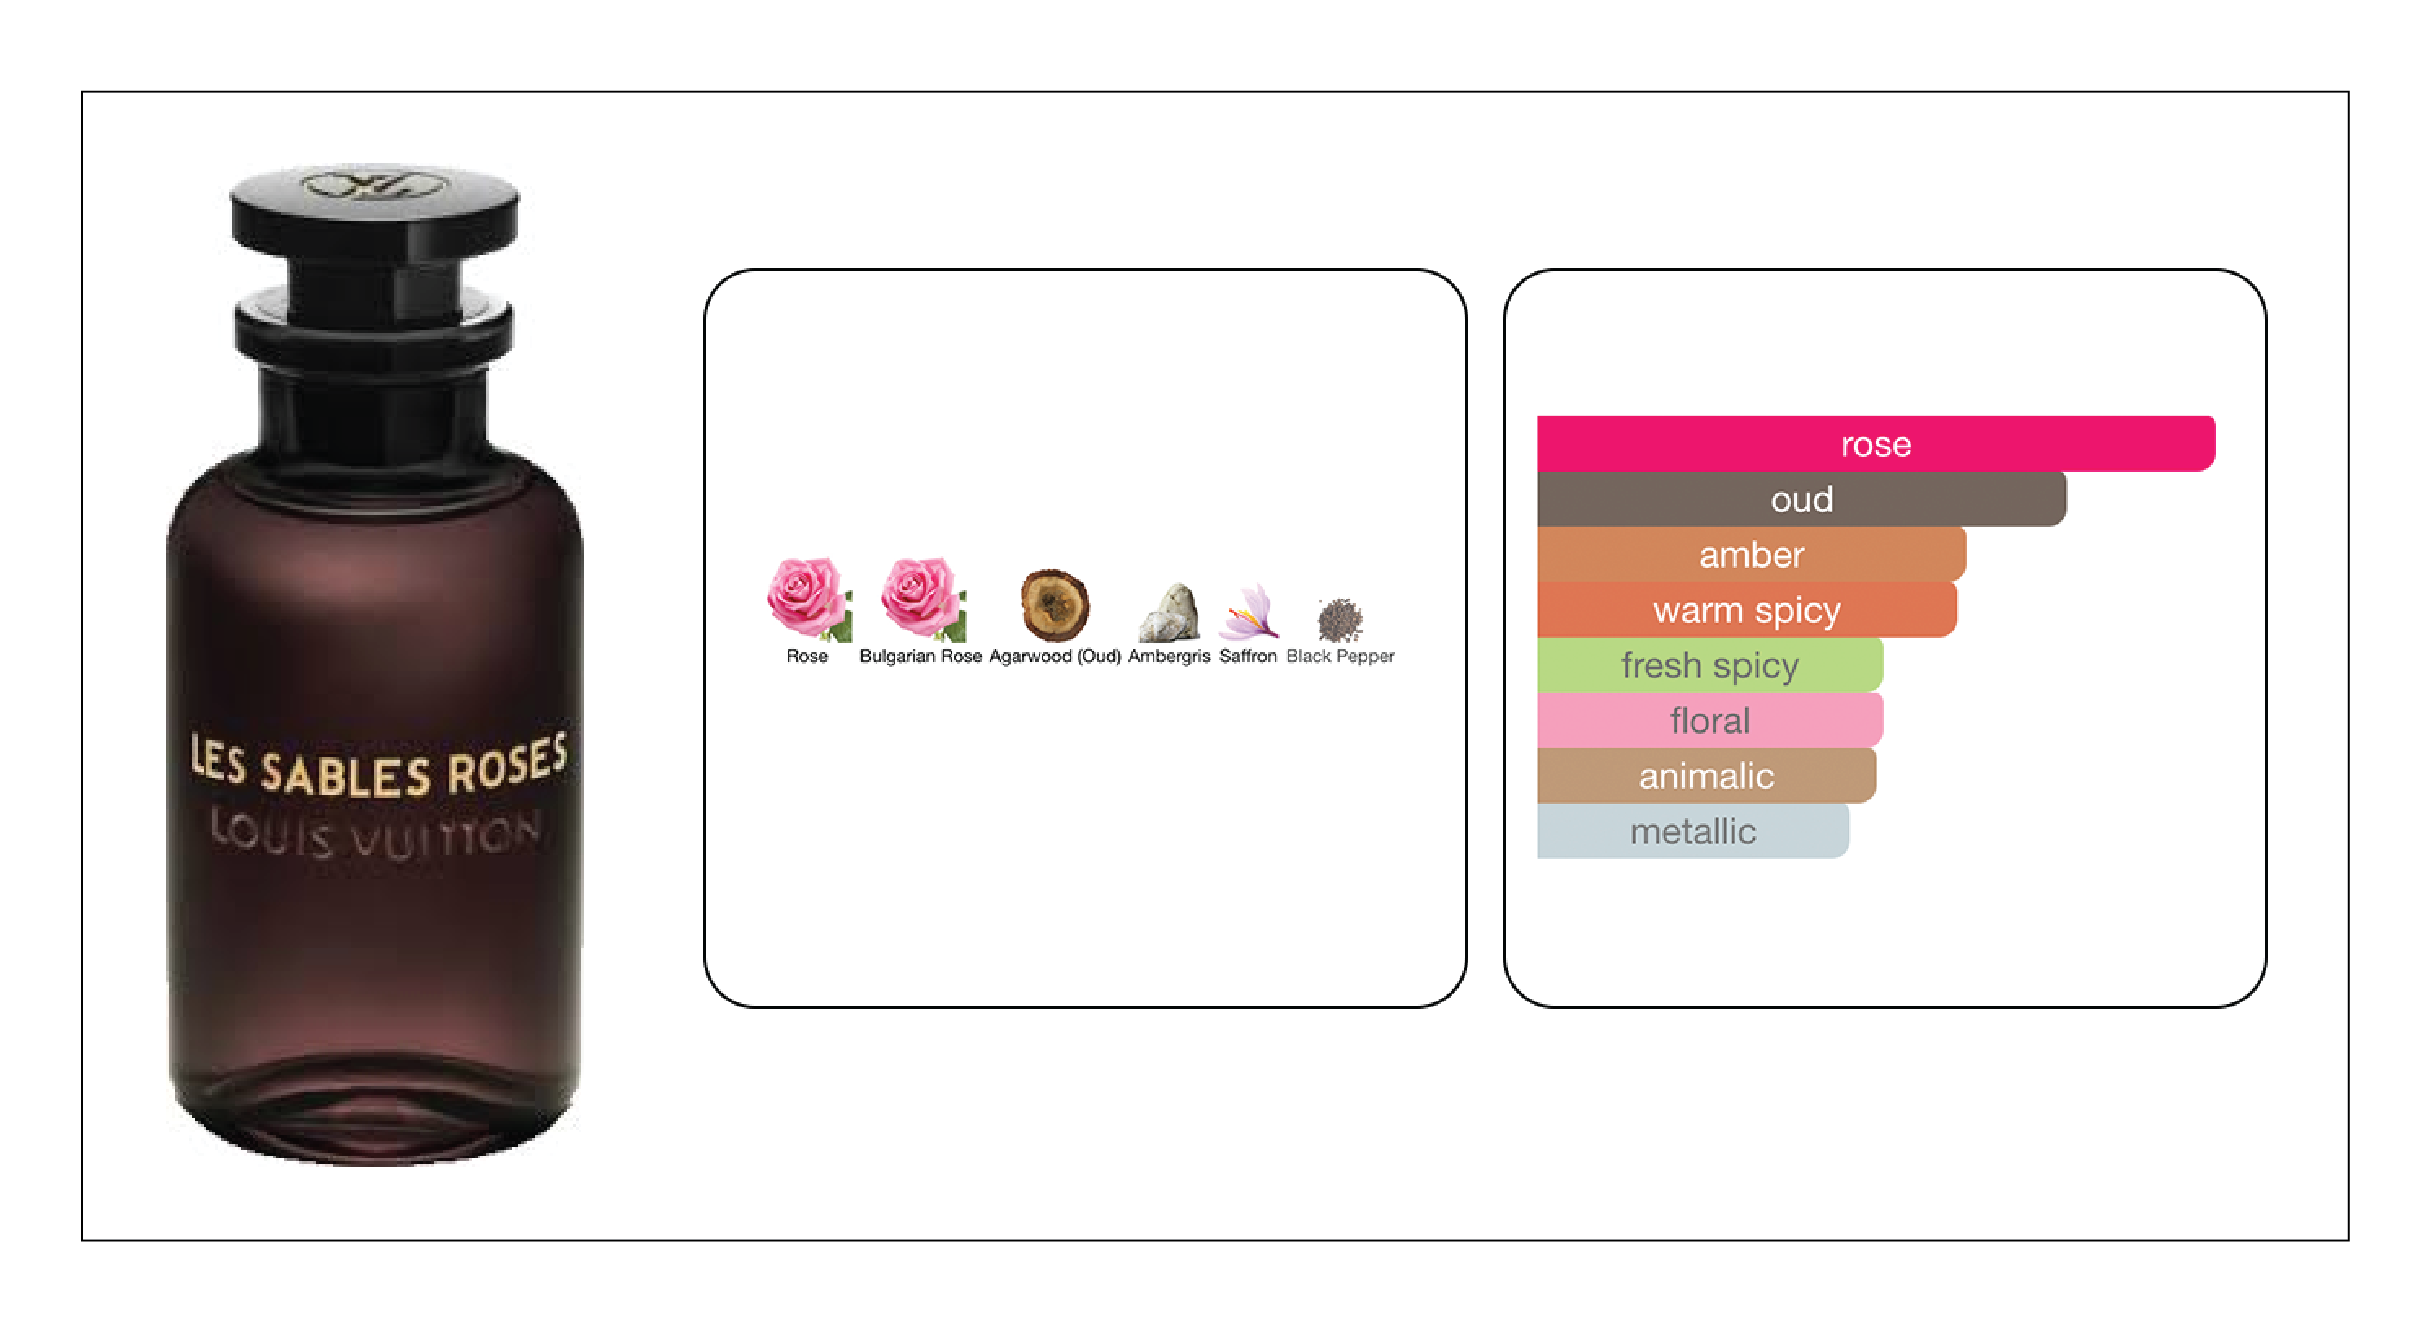 LES SABLES ROSES
LOUIS VUITTON
Rose Bulgarian Rose Agarwood (Oud) Ambergris Saffron Black Pepper
rose
oud
amber
warm spicy
fresh spicy
floral
animalic
metallic